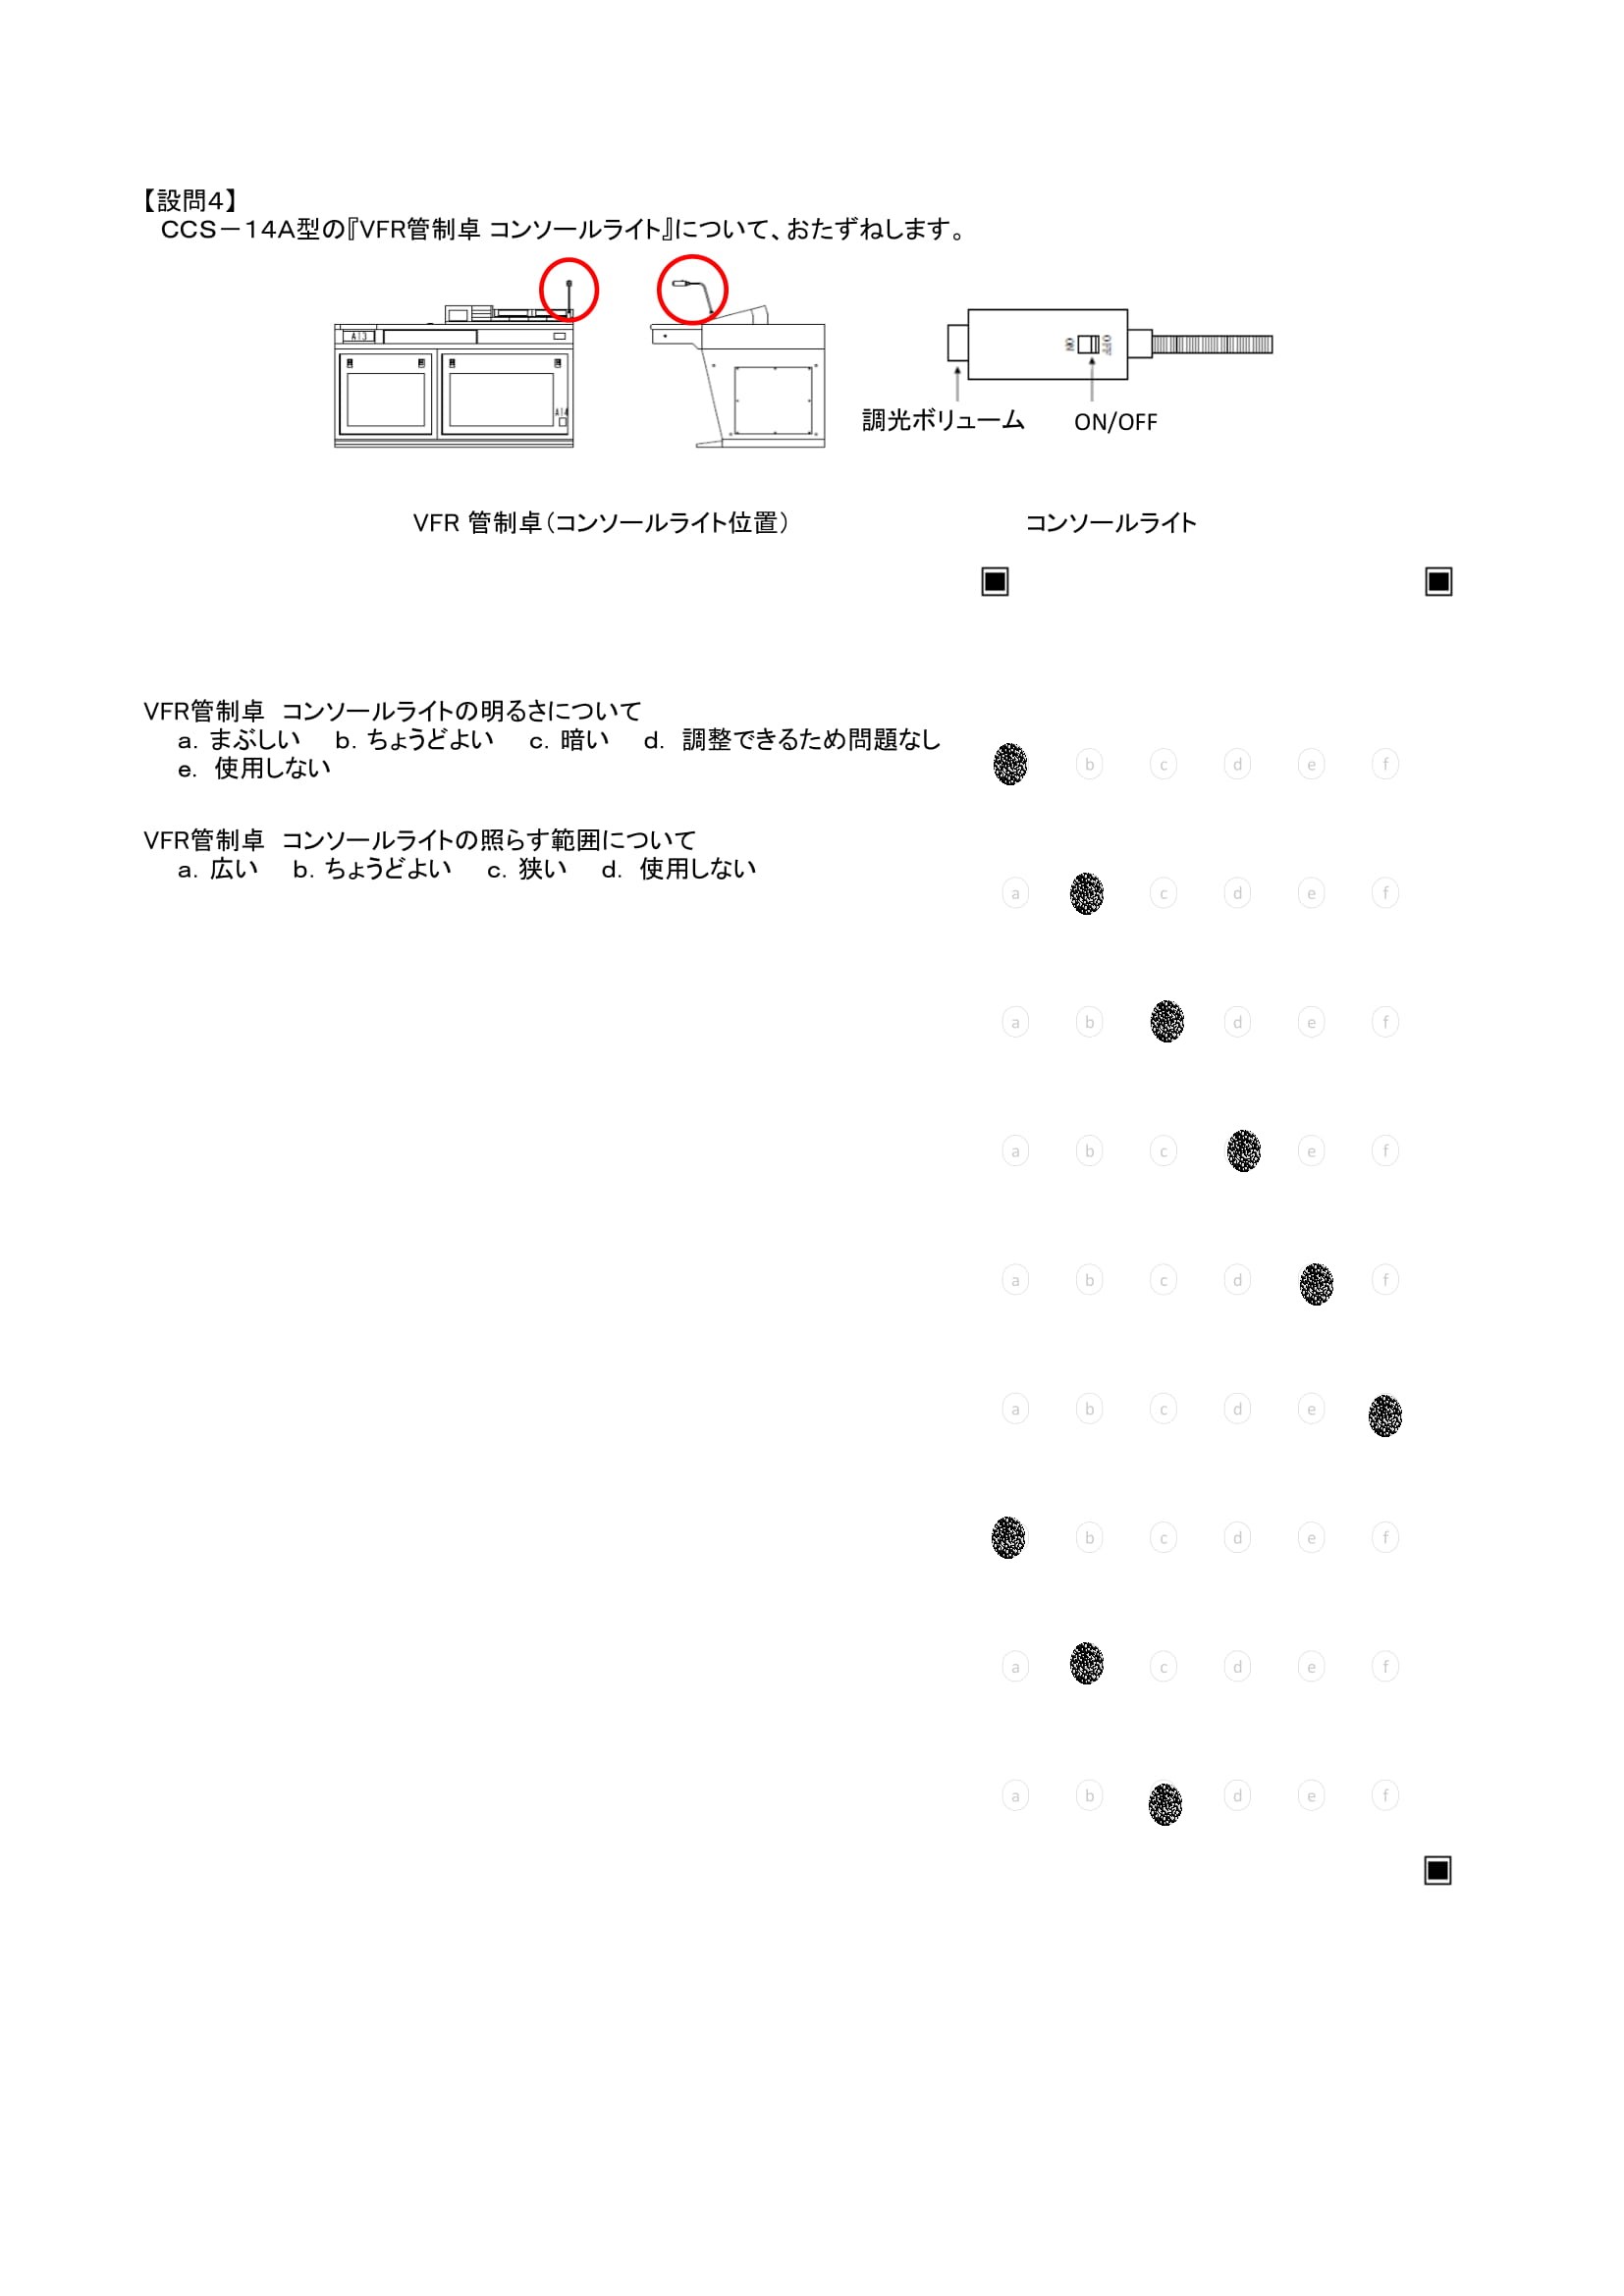 【設問4】
CCS－14A型の『VFR管制卓 コンソールライト』について、おたずねします。
A13
A14
ON
OFF
調光ボリューム
ON/OFF
VFR 管制卓（コンソールライト位置）
コンソールライト
VFR管制卓　コンソールライトの明るさについて
a. まぶしい　b. ちょうどよい　c. 暗い　d. 調整できるため問題なし
e. 使用しない
b c d e f
VFR管制卓　コンソールライトの照らす範囲について
a. 広い　b. ちょうどよい　c. 狭い　d. 使用しない
a c d e f
a b d e f
a b c e f
a b c d f
a b c d e
b c d e f
a c d e f
a b d e f